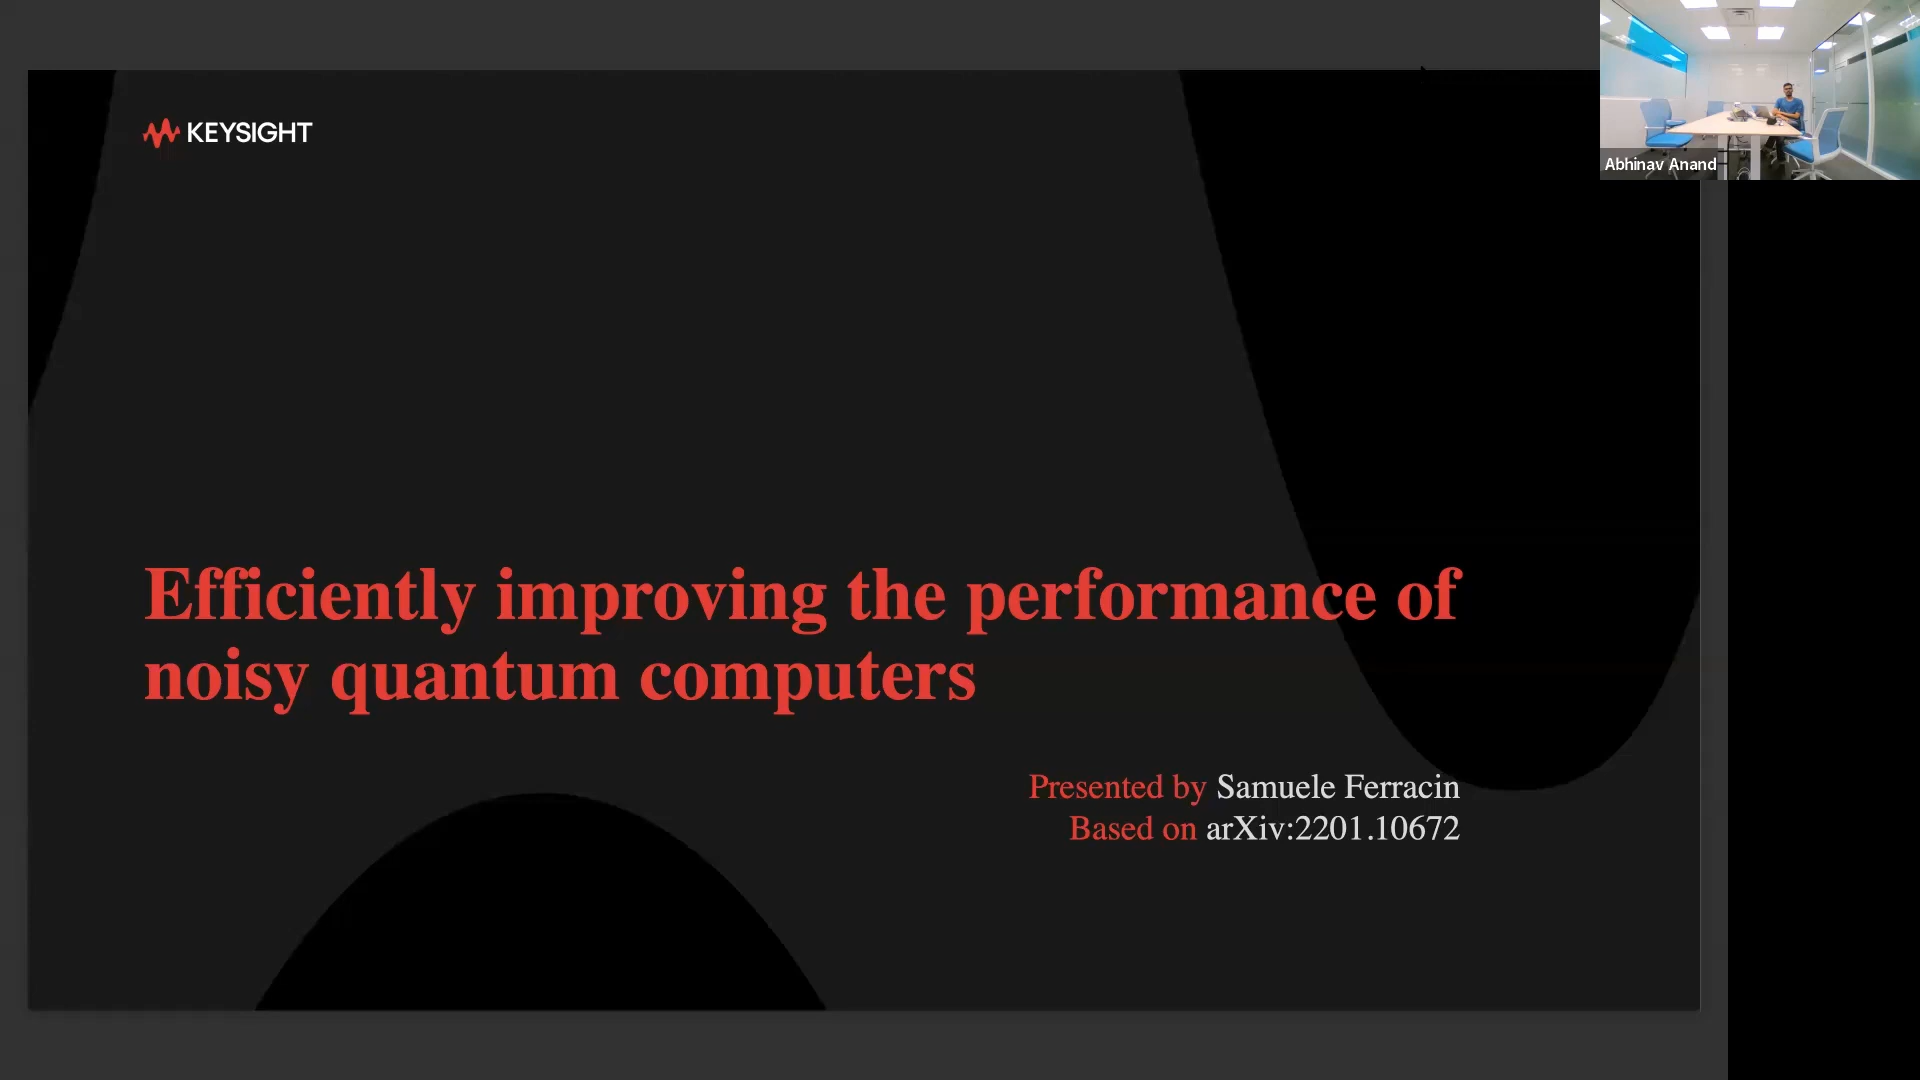 KEYSIGHT
Abhinav Anand
Efficiently improving the performance of
noisy quantum computers
Presented by Samuele Ferracin
Based on arXiv:2201.10672